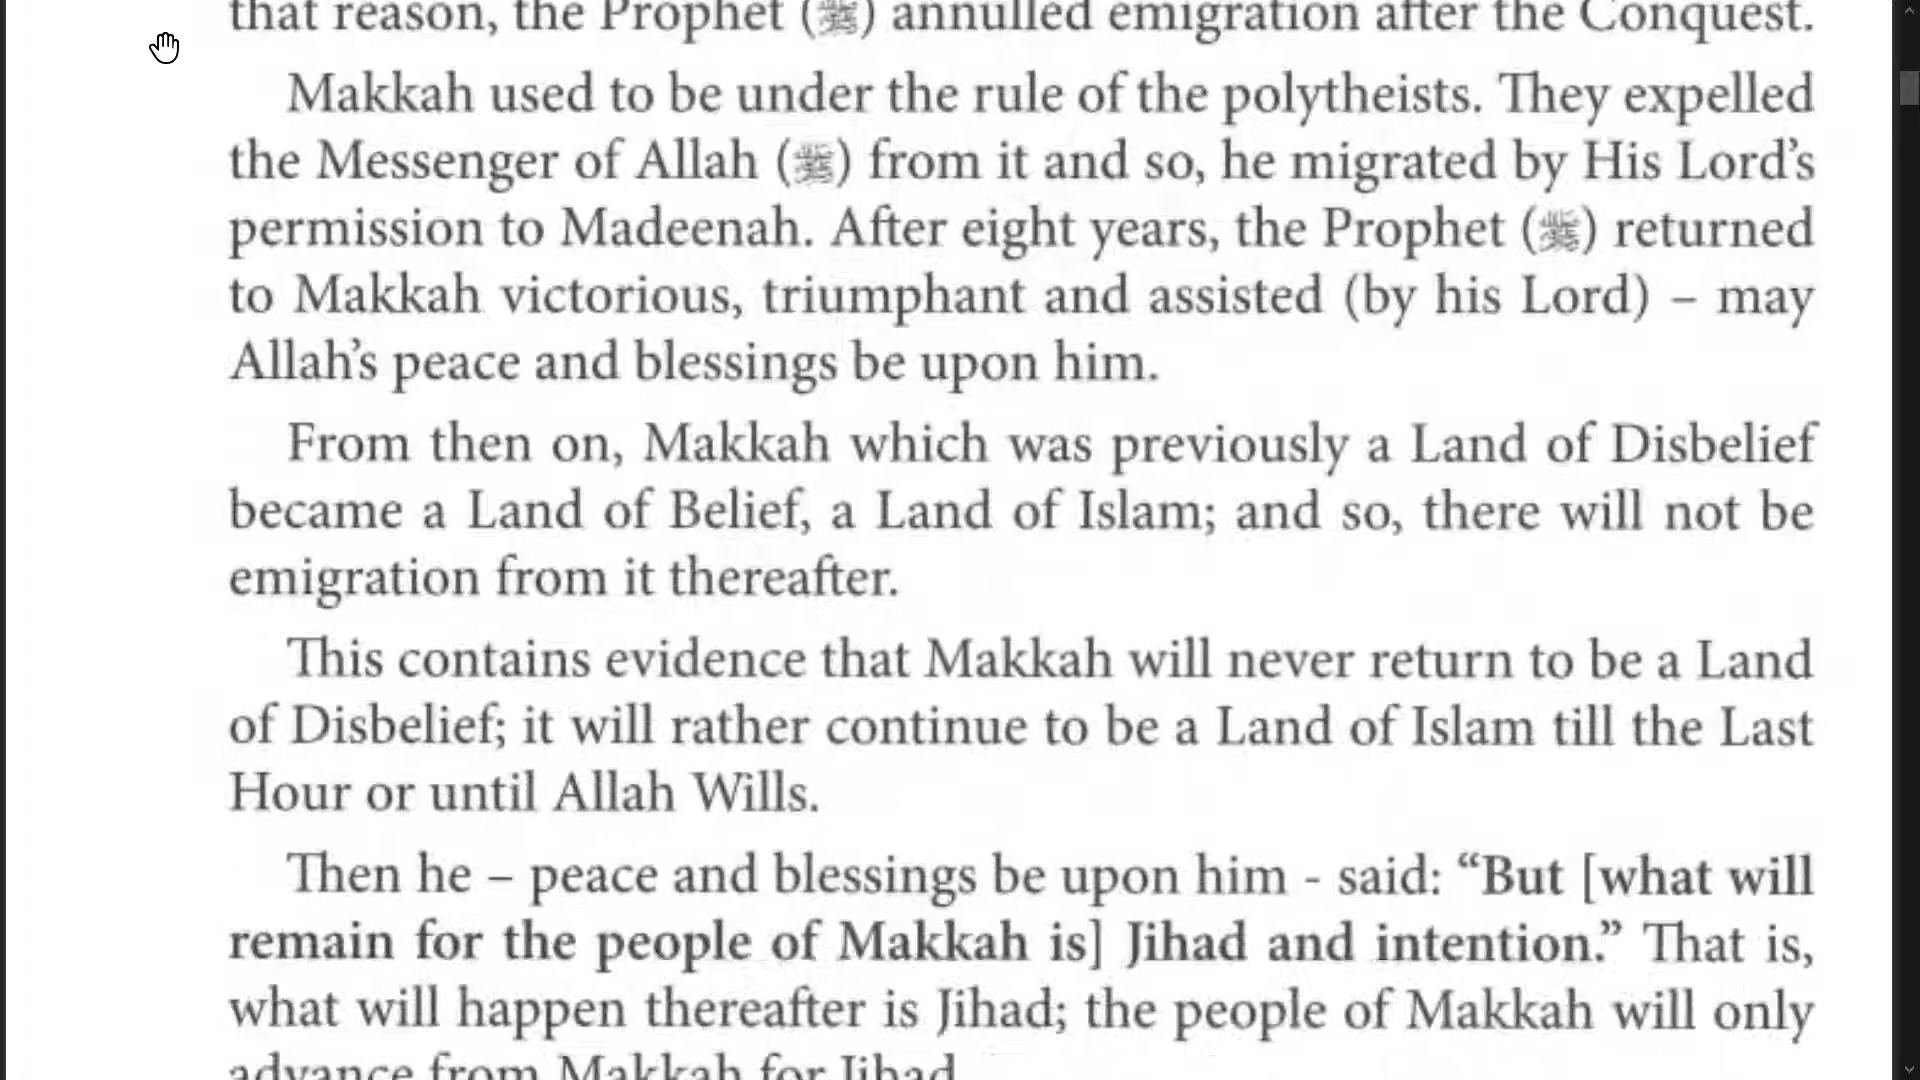 that reason, the Prophet (ﷺ) annulled emigration after the Conquest.
Makkah used to be under the rule of the polytheists. They expelled
the Messenger of Allah (ﷺ) from it and so, he migrated by His Lord’s
permission to Madeenah. After eight years, the Prophet (ﷺ) returned
to Makkah victorious, triumphant and assisted (by his Lord) – may
Allah’s peace and blessings be upon him.
From then on, Makkah which was previously a Land of Disbelief
became a Land of Belief, a Land of Islam; and so, there will not be
emigration from it thereafter.
This contains evidence that Makkah will never return to be a Land
of Disbelief; it will rather continue to be a Land of Islam till the Last
Hour or until Allah Wills.
Then he – peace and blessings be upon him - said: “But [what will
remain for the people of Makkah is] Jihad and intention.” That is,
what will happen thereafter is Jihad; the people of Makkah will only
advance from Makkah for Jihad.